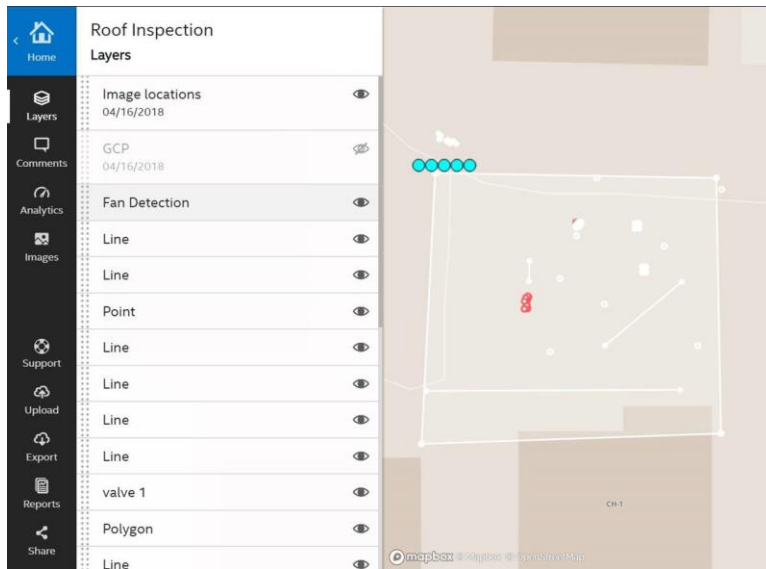 Home
Layers
Comments
Analytics
Images
Support
Upload
Export
Reports
Share
Roof Inspection
Layers
Image locations
04/16/2018
GCP
04/16/2018
Fan Detection
Line
Line
Point
Line
Line
Line
Line
valve 1
Polygon
Line
CH-1
mapbox © Mapbox © OpenStreetMap